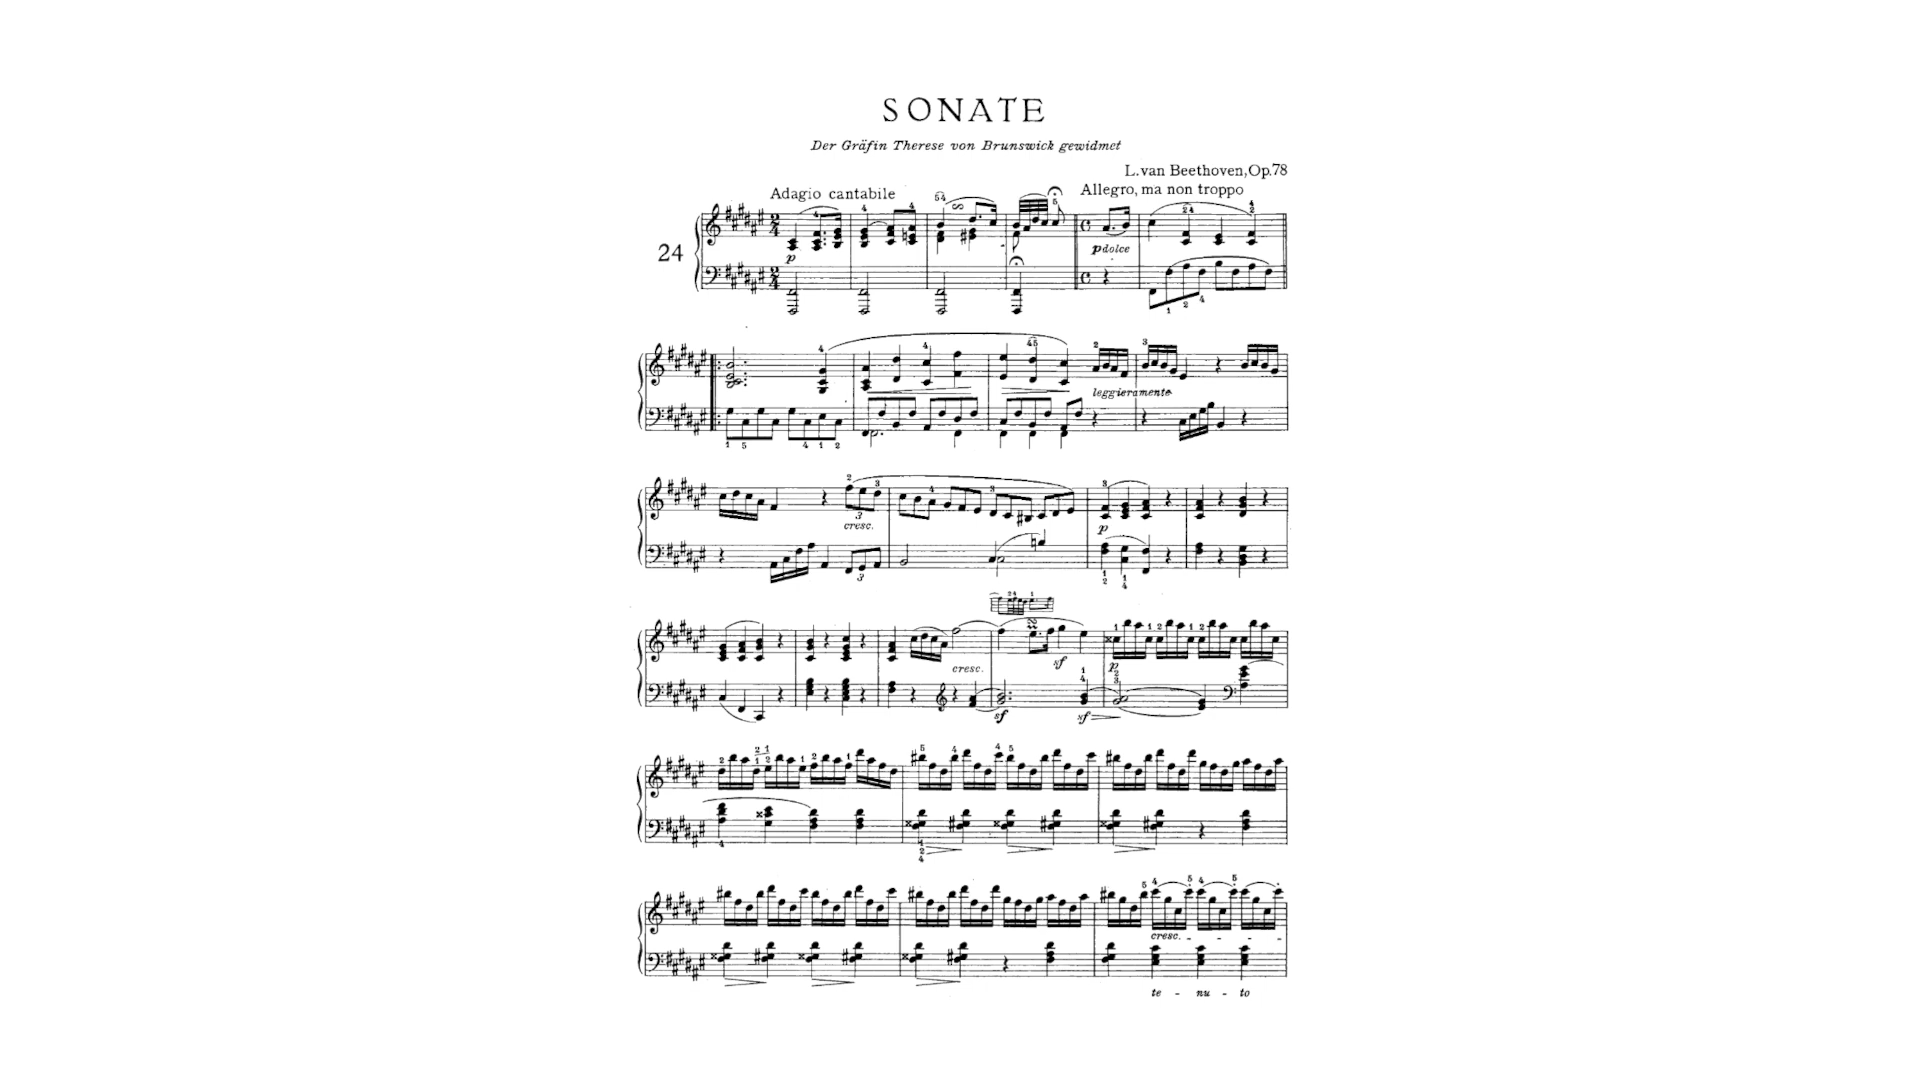 SONATE
Der Gräfin Therese von Brunswick gewidmet
L. van Beethoven, Op. 78
Adagio cantabile
Allegro, ma non troppo
24
p
p dolce
leggieramente
cresc.
p
cresc.
sf
p
sf
sf
cresc.
te - nu - to